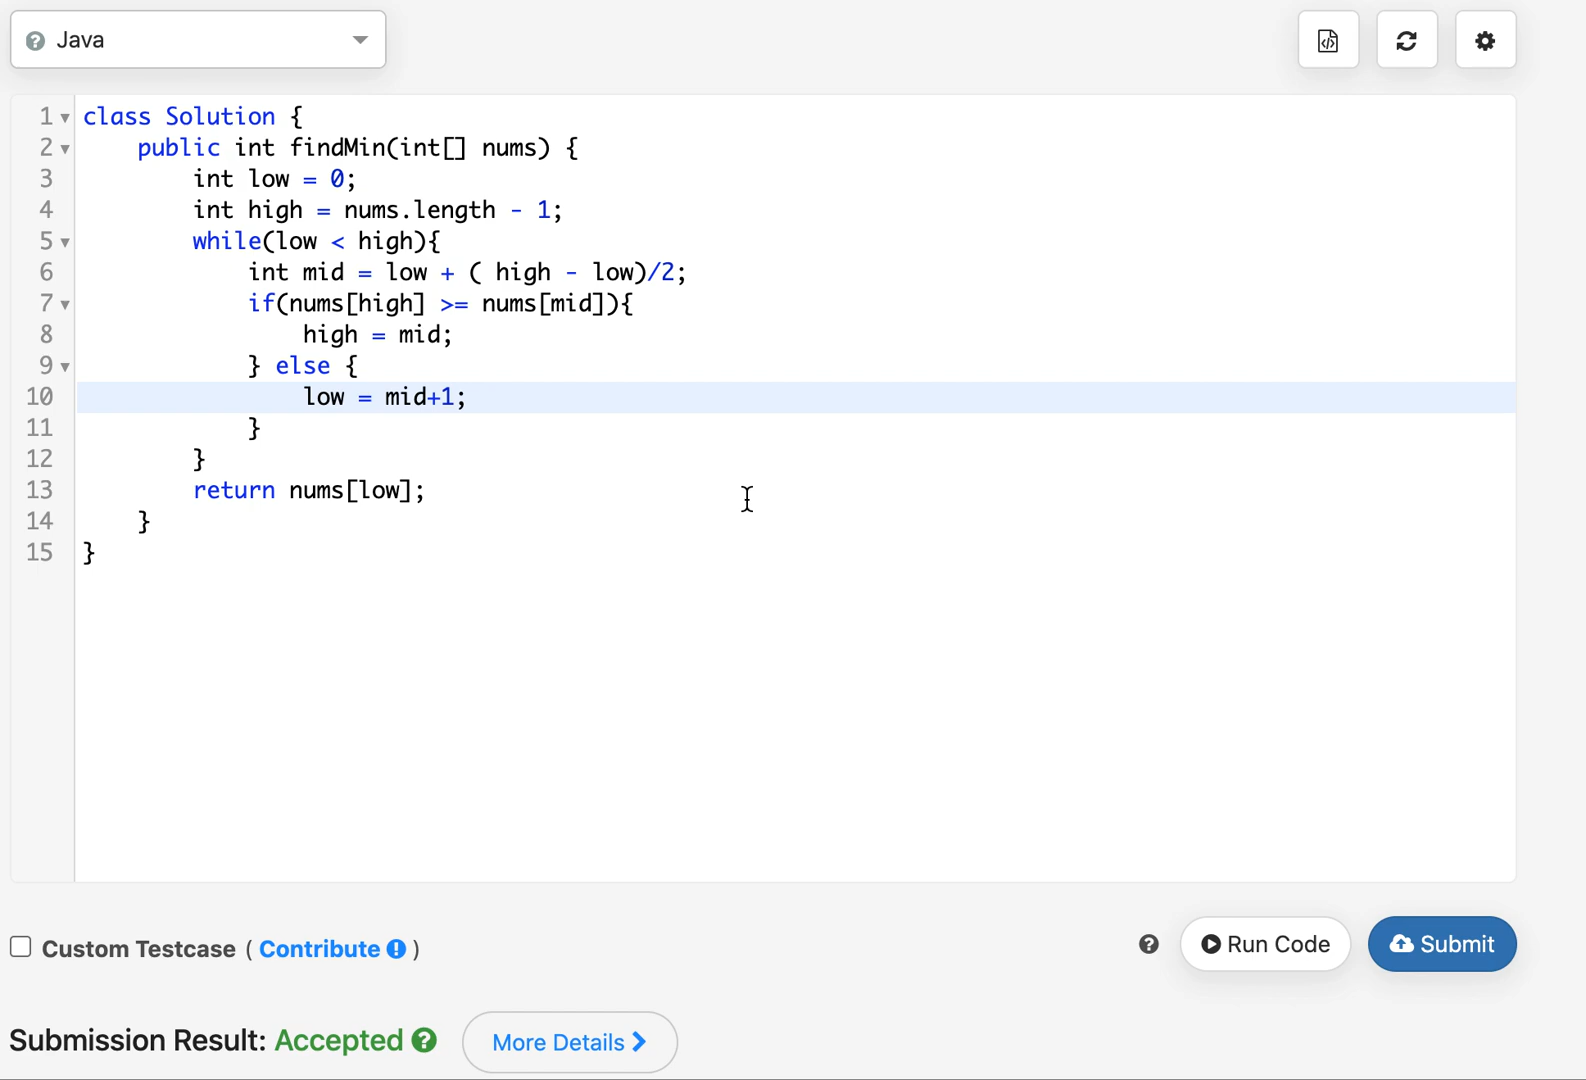 Java
1 class Solution {
2 public int findMin(int[] nums) {
3 int low = 0;
4 int high = nums.length - 1;
5 while(low < high){
6 int mid = low + ( high - low)/2;
7 if(nums[high] >= nums[mid]){
8 high = mid;
9 } else {
10 low = mid+1;
11 }
12 }
13 return nums[low];
14 }
15 }
Custom Testcase ( Contribute )
Run Code
Submit
Submission Result: Accepted
More Details